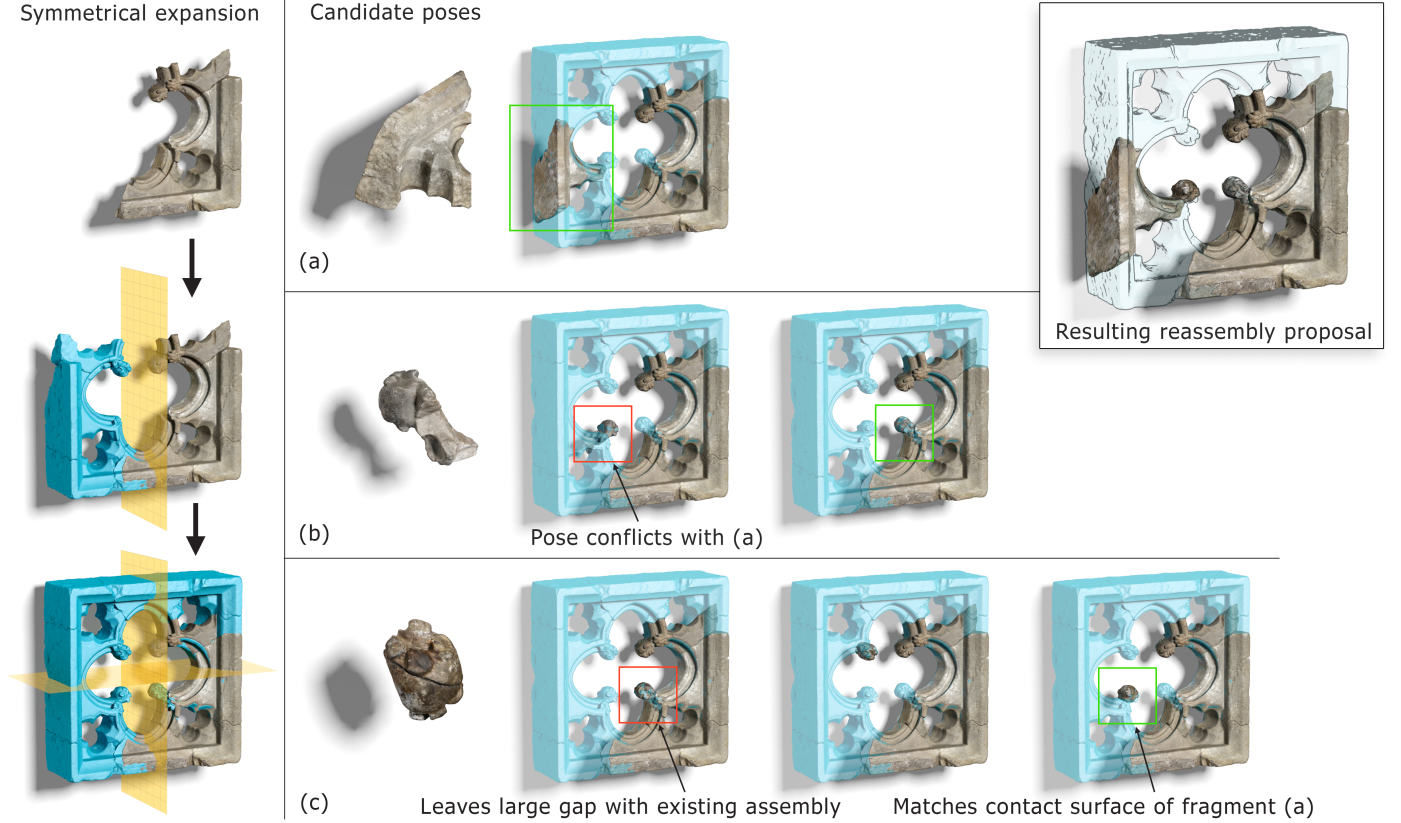 Symmetrical expansion
Candidate poses
(a)
Resulting reassembly proposal
(b)
Pose conflicts with (a)
(c)
Leaves large gap with existing assembly
Matches contact surface of fragment (a)